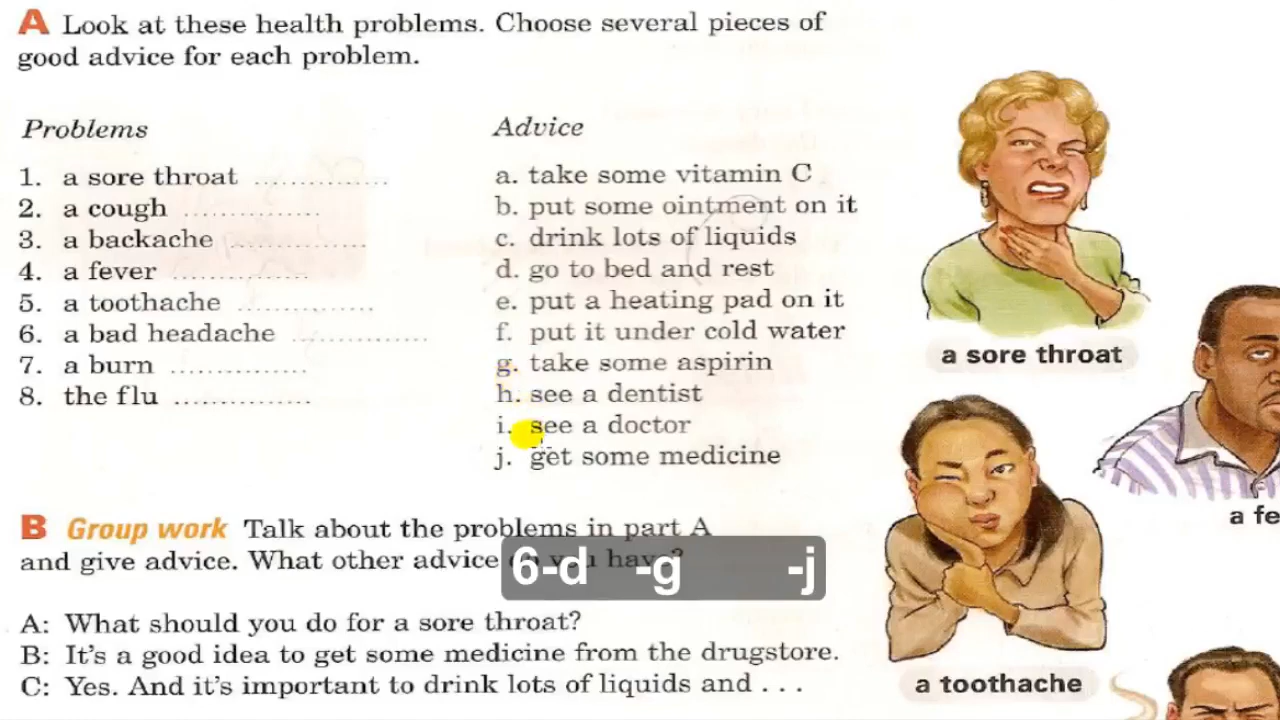 A Look at these health problems. Choose several pieces of
good advice for each problem.
Problems
1. a sore throat ..............
2. a cough ..............
3. a backache ..............
4. a fever ..............
5. a toothache ..............
6. a bad headache ..............
7. a burn ..............
8. the flu ..............
Advice
a. take some vitamin C
b. put some ointment on it
c. drink lots of liquids
d. go to bed and rest
e. put a heating pad on it
f. put it under cold water
g. take some aspirin
h. see a dentist
i. see a doctor
j. get some medicine
B Group work Talk about the problems in part A
and give advice. What other advice do you have?
6-d -g -j
A: What should you do for a sore throat?
B: It's a good idea to get some medicine from the drugstore.
C: Yes. And it's important to drink lots of liquids and . . .
a sore throat
a fe
a toothache